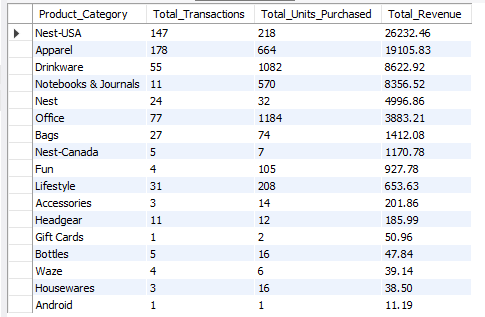 Product_Category Total_Transactions Total_Units_Purchased Total_Revenue
Nest-USA 147 218 26232.46
Apparel 178 664 19105.83
Drinkware 55 1082 8622.92
Notebooks & Journals 11 570 8356.52
Nest 24 32 4996.86
Office 77 1184 3883.21
Bags 27 74 1412.08
Nest-Canada 5 7 1170.78
Fun 4 105 927.78
Lifestyle 31 208 653.63
Accessories 3 14 201.86
Headgear 11 12 185.99
Gift Cards 1 2 50.96
Bottles 5 16 47.84
Waze 4 6 39.14
Housewares 3 16 38.50
Android 1 1 11.19